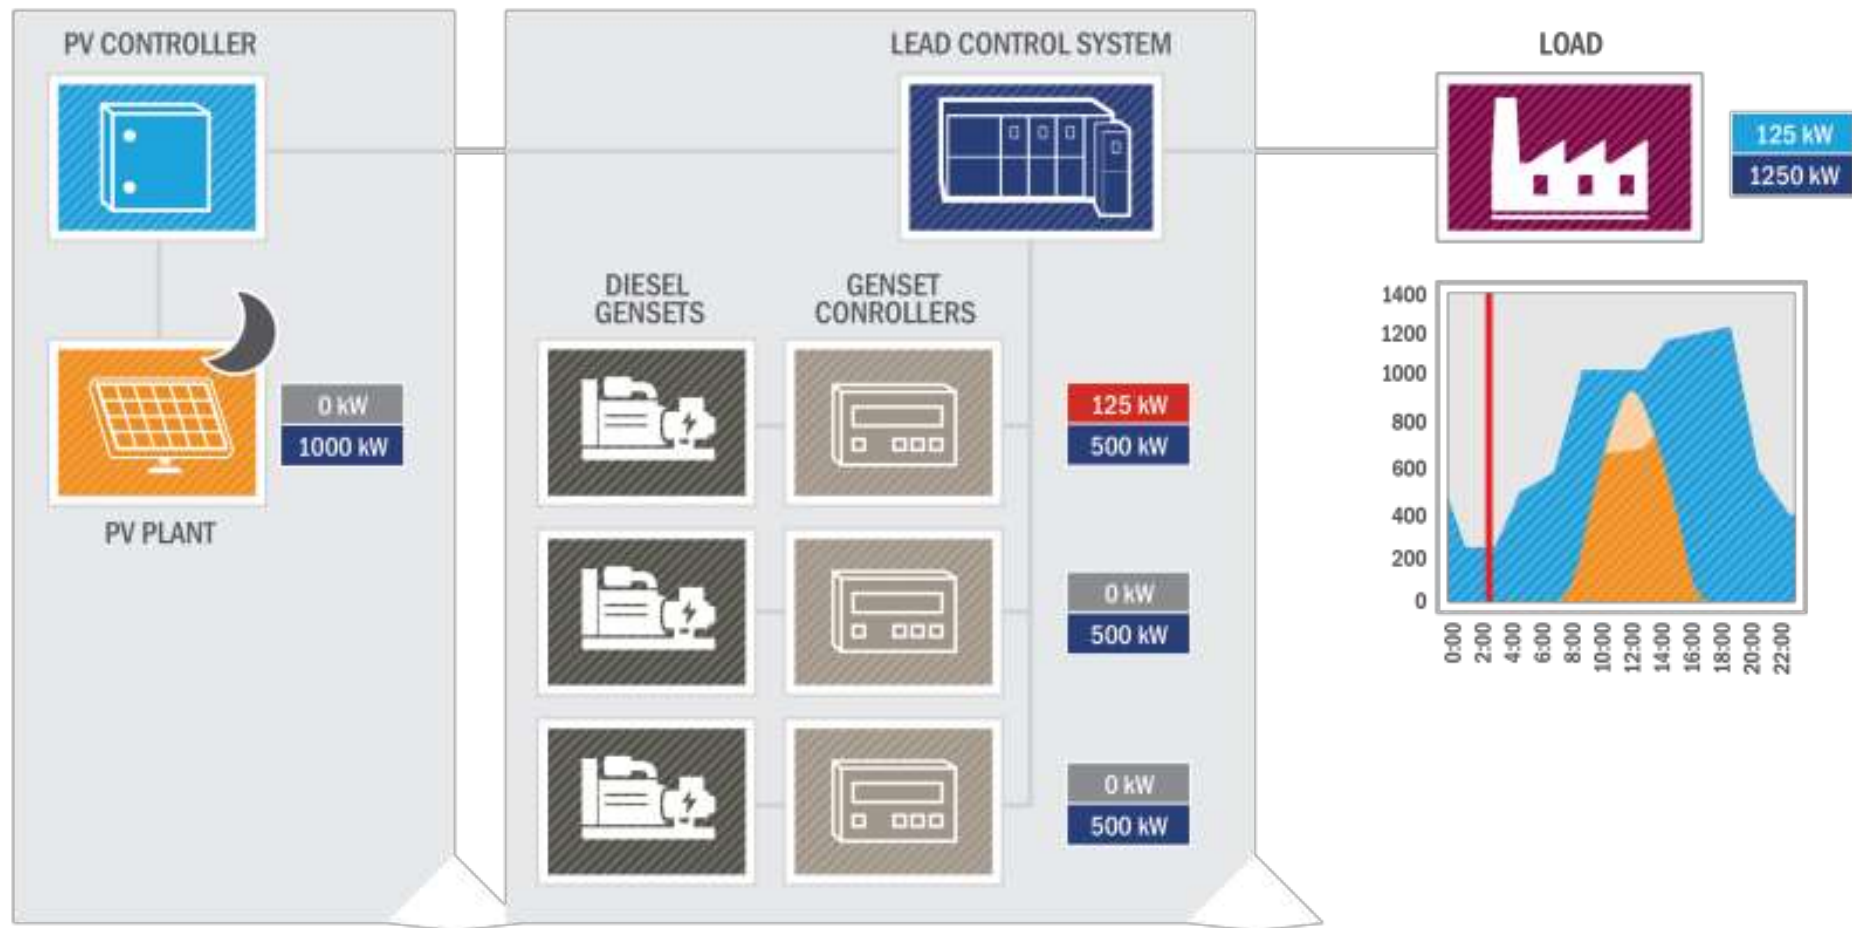 PV CONTROLLER
LEAD CONTROL SYSTEM
LOAD
125 kW
1250 kW
DIESEL
GENSETS
GENSET
CONROLLERS
0 kW
1000 kW
PV PLANT
125 kW
500 kW
0 kW
500 kW
0 kW
500 kW
1400
1200
1000
800
600
400
200
0
0:00
2:00
4:00
6:00
8:00
10:00
12:00
14:00
16:00
18:00
20:00
22:00